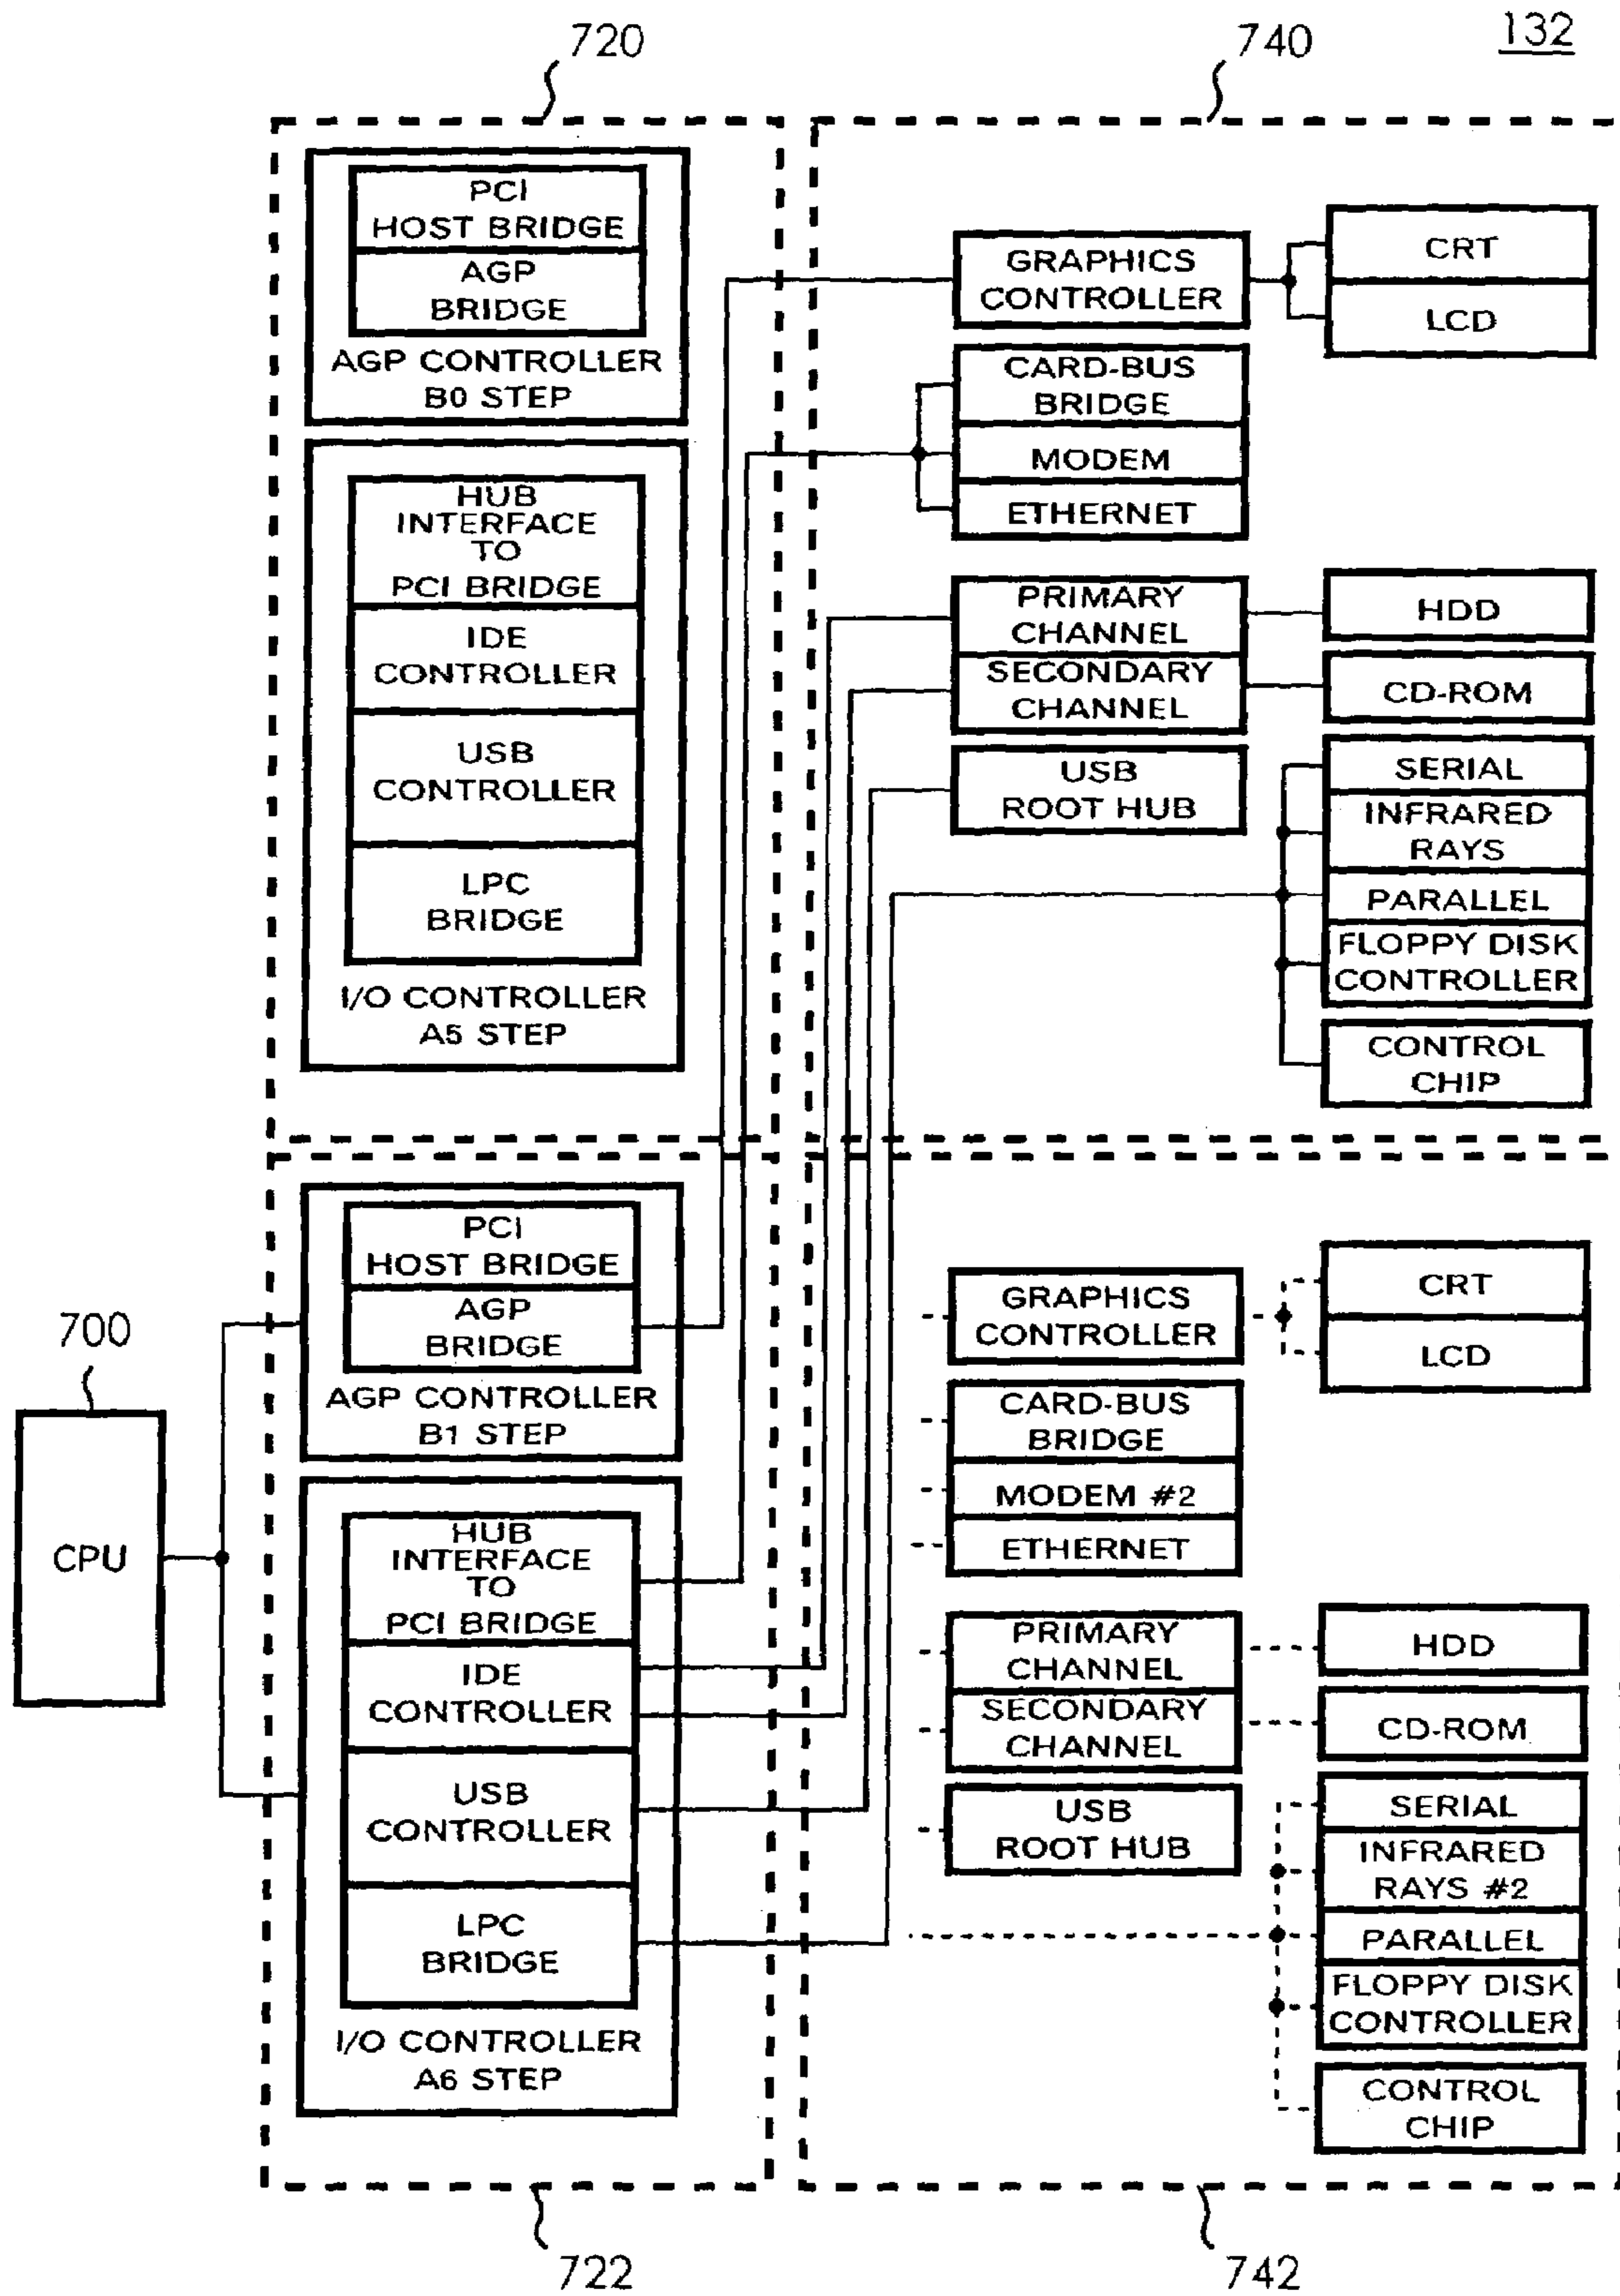 720
740
132
PCI
HOST BRIDGE
AGP
BRIDGE
AGP CONTROLLER
B0 STEP
HUB
INTERFACE
TO
PCI BRIDGE
IDE
CONTROLLER
USB
CONTROLLER
LPC
BRIDGE
I/O CONTROLLER
A5 STEP
GRAPHICS
CONTROLLER
CRT
LCD
CARD-BUS
BRIDGE
MODEM
ETHERNET
PRIMARY
CHANNEL
SECONDARY
CHANNEL
HDD
CD-ROM
USB
ROOT HUB
SERIAL
INFRARED
RAYS
PARALLEL
FLOPPY DISK
CONTROLLER
CONTROL
CHIP
700
CPU
PCI
HOST BRIDGE
AGP
BRIDGE
AGP CONTROLLER
B1 STEP
HUB
INTERFACE
TO
PCI BRIDGE
IDE
CONTROLLER
USB
CONTROLLER
LPC
BRIDGE
I/O CONTROLLER
A6 STEP
GRAPHICS
CONTROLLER
CRT
LCD
CARD-BUS
BRIDGE
MODEM #2
ETHERNET
PRIMARY
CHANNEL
SECONDARY
CHANNEL
HDD
CD-ROM
USB
ROOT HUB
SERIAL
INFRARED
RAYS #2
PARALLEL
FLOPPY DISK
CONTROLLER
CONTROL
CHIP
722
742